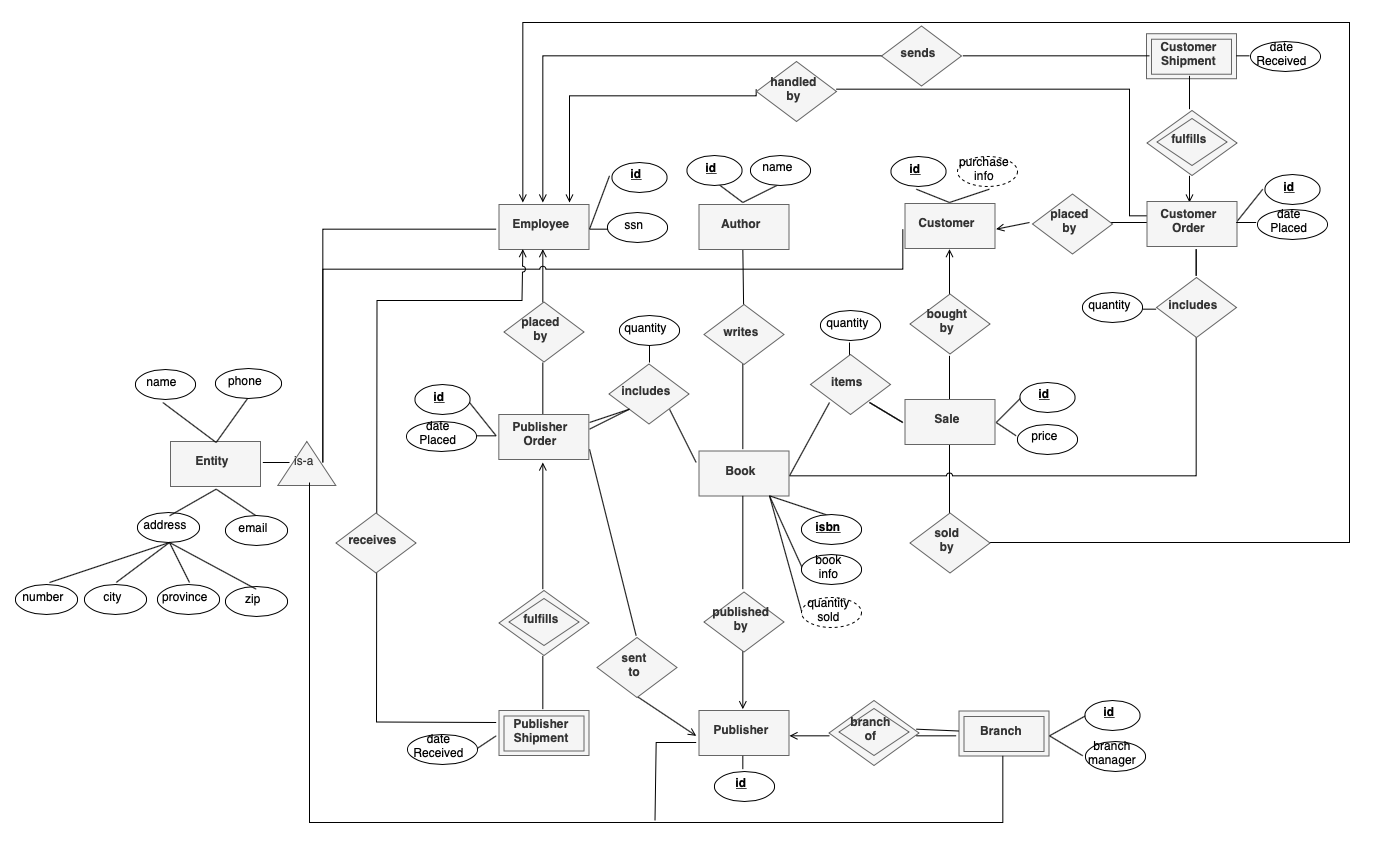 sends
Customer
Shipment
date
Received
handled
by
fulfills
id
id
name
id
purchase
info
id
Employee
ssn
Author
Customer
placed
by
Customer
Order
date
Placed
quantity
includes
placed
by
quantity
writes
quantity
bought
by
name
phone
id
includes
items
id
date
Placed
Publisher
Order
Sale
price
Entity
is-a
Book
address
email
isbn
receives
sold
by
book
info
number
city
province
zip
quantity
sold
fulfills
published
by
sent
to
date
Received
Publisher
Shipment
Publisher
branch
of
Branch
id
branch
manager
id